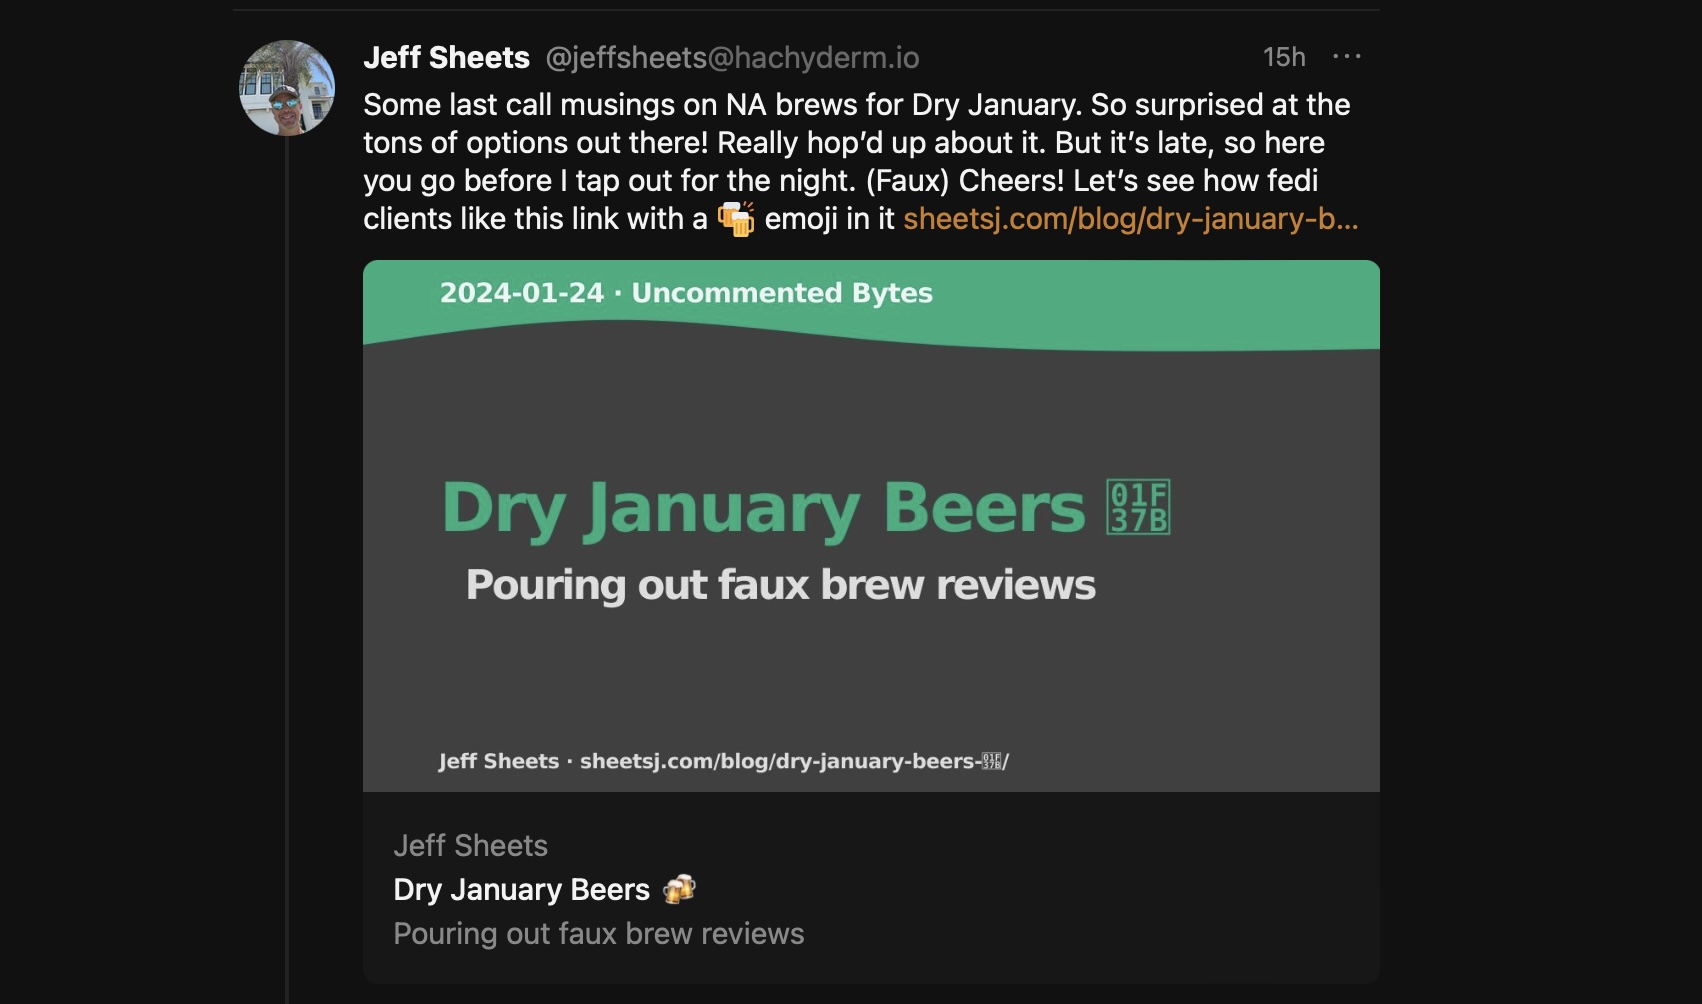 Jeff Sheets @jeffsheets@hachyderm.io 15h ···
Some last call musings on NA brews for Dry January. So surprised at the
tons of options out there! Really hop’d up about it. But it’s late, so here
you go before I tap out for the night. (Faux) Cheers! Let’s see how fedi
clients like this link with a 🍻 emoji in it sheetsj.com/blog/dry-january-b...
2024-01-24 · Uncommented Bytes
Dry January Beers 01F37B
Pouring out faux brew reviews
Jeff Sheets · sheetsj.com/blog/dry-january-beers-01F37B/
Jeff Sheets
Dry January Beers 🍻
Pouring out faux brew reviews